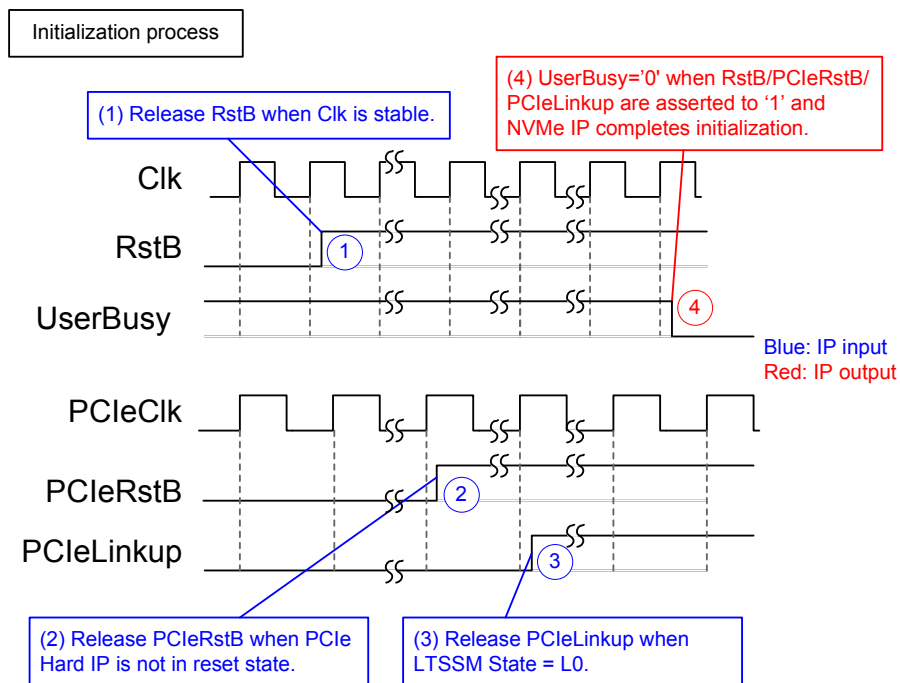 Initialization process
(4) UserBusy='0' when RstB/PCIeRstB/
PCIeLinkup are asserted to ‘1’ and
NVMe IP completes initialization.
(1) Release RstB when Clk is stable.
Clk
RstB
1
UserBusy
4
Blue: IP input
Red: IP output
PCIeClk
PCIeRstB
2
PCIeLinkup
3
(2) Release PCIeRstB when PCIe
Hard IP is not in reset state.
(3) Release PCIeLinkup when
LTSSM State = L0.